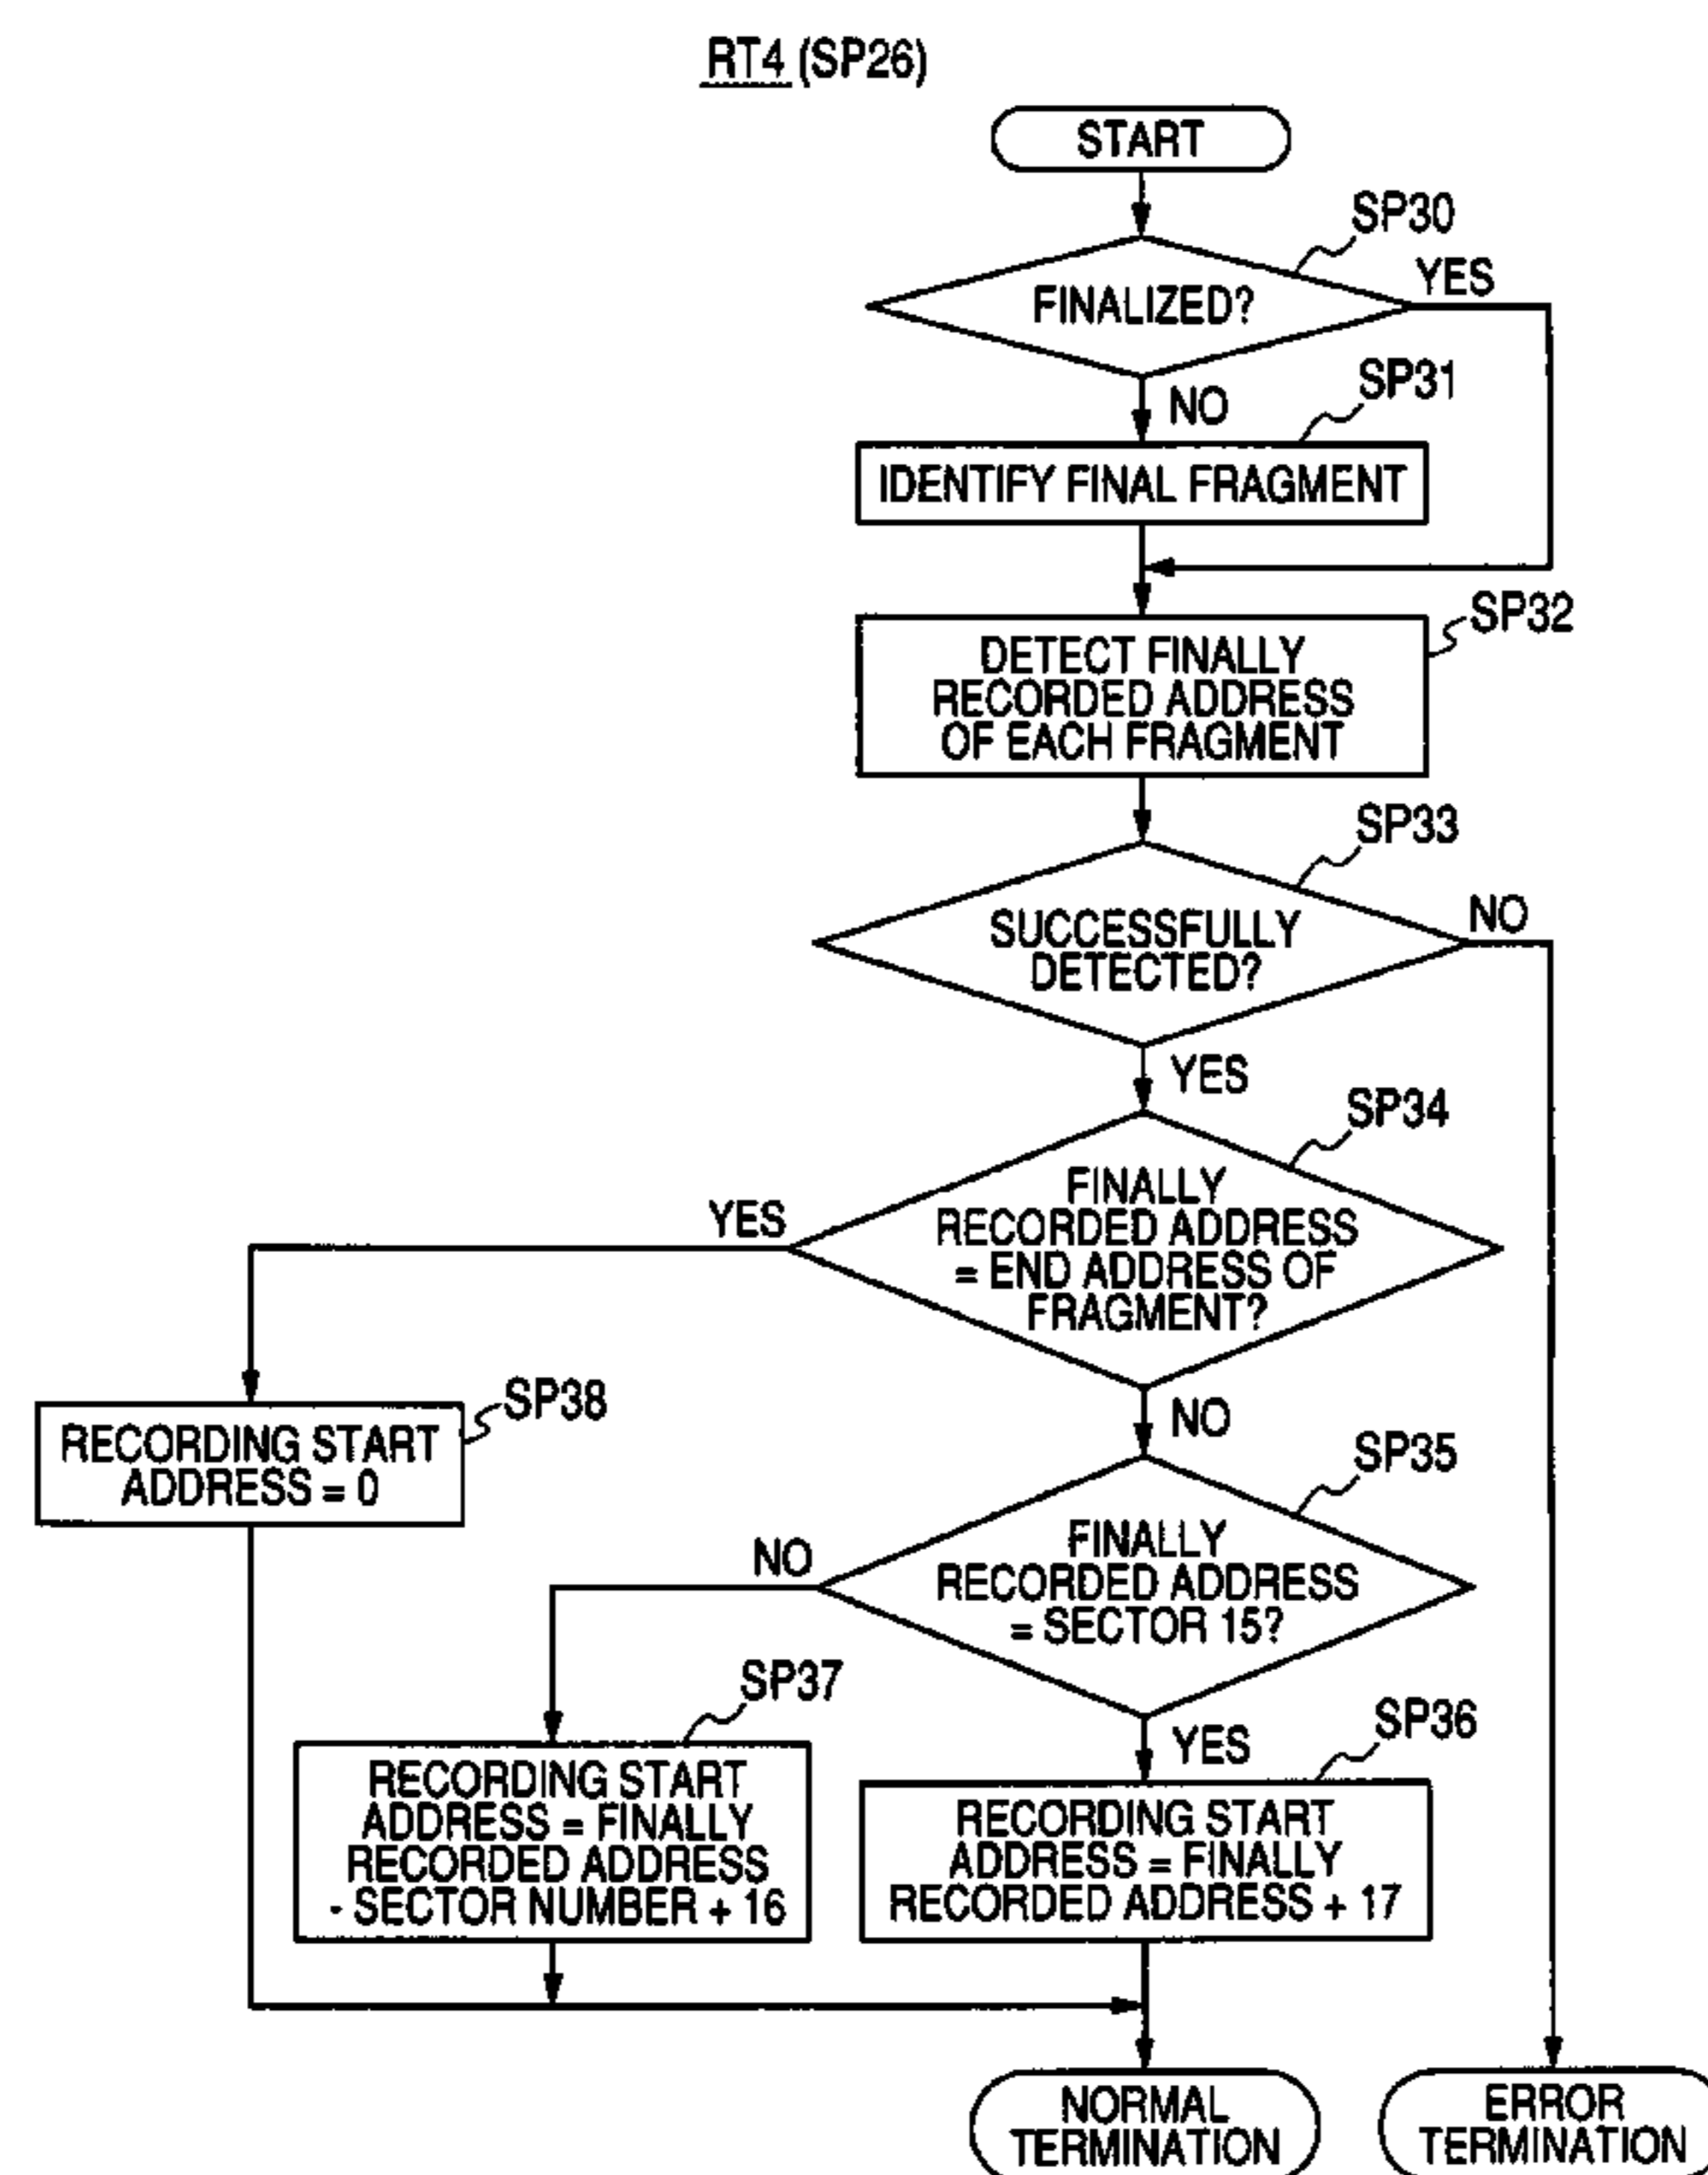 RT4 (SP26)
START
SP30
FINALIZED?
YES
NO
SP31
IDENTIFY FINAL FRAGMENT
SP32
DETECT FINALLY
RECORDED ADDRESS
OF EACH FRAGMENT
SP33
SUCCESSFULLY
DETECTED?
NO
YES
SP34
FINALLY
RECORDED ADDRESS
= END ADDRESS OF
FRAGMENT?
YES
NO
SP38
RECORDING START
ADDRESS = 0
SP35
FINALLY
RECORDED ADDRESS
= SECTOR 15?
NO
YES
SP37
RECORDING START
ADDRESS = FINALLY
RECORDED ADDRESS
- SECTOR NUMBER + 16
SP36
RECORDING START
ADDRESS = FINALLY
RECORDED ADDRESS + 17
NORMAL
TERMINATION
ERROR
TERMINATION